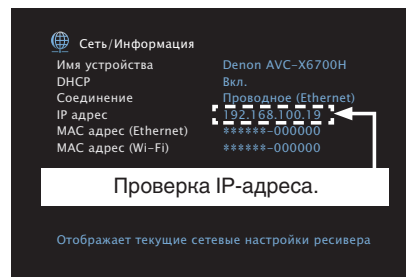 Сеть/Информация
Имя устройства Denon AVC-X6700H
DHCP Вкл.
Соединение Проводное (Ethernet)
IP адрес 192.168.100.19
MAC адрес (Ethernet) ******-000000
MAC адрес (Wi-Fi) ******-000000
Проверка IP-адреса.
Отображает текущие сетевые настройки ресивера